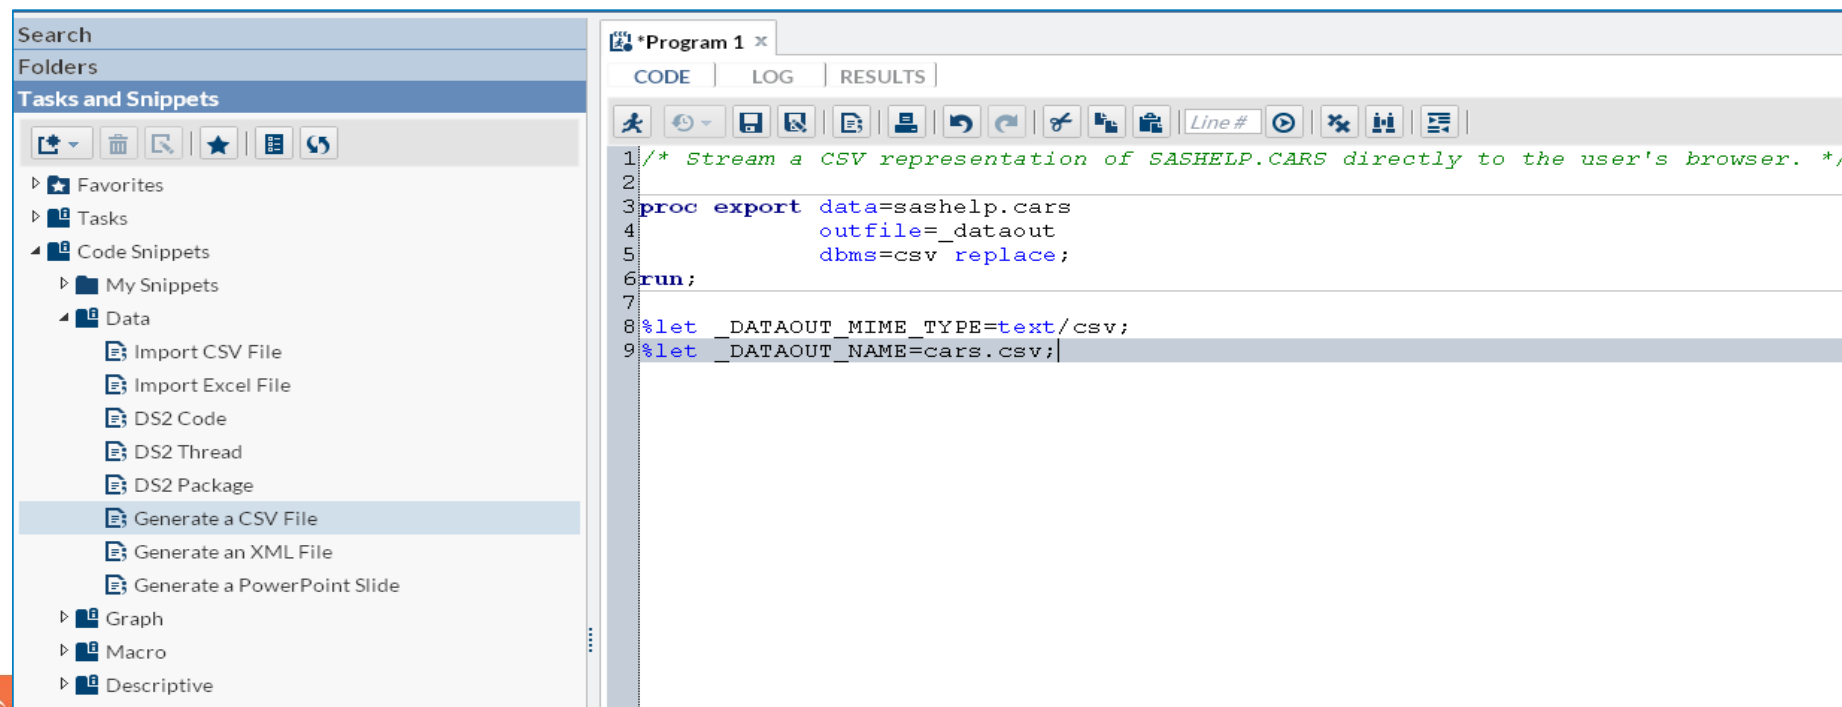 Search
Folders
Tasks and Snippets
Favorites
Tasks
Code Snippets
My Snippets
Data
Import CSV File
Import Excel File
DS2 Code
DS2 Thread
DS2 Package
Generate a CSV File
Generate an XML File
Generate a PowerPoint Slide
Graph
Macro
Descriptive
*Program 1 x
CODE LOG RESULTS
Line #
1 /* Stream a CSV representation of SASHELP.CARS directly to the user's browser. */
2
3 proc export data=sashelp.cars
4 outfile=_dataout
5 dbms=csv replace;
6 run;
7
8 %let _DATAOUT_MIME_TYPE=text/csv;
9 %let _DATAOUT_NAME=cars.csv;